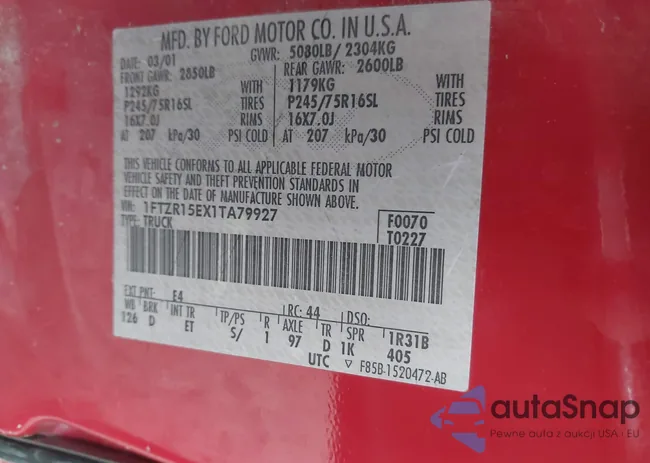 MFD. BY FORD MOTOR CO. IN U.S.A.
DATE: 03/01 GVWR: 5080LB / 2304KG
FRONT GAWR: 2850LB REAR GAWR: 2600LB
1292KG WITH 1179KG WITH
P245/75R16SL TIRES P245/75R16SL TIRES
16X7.0J RIMS 16X7.0J RIMS
AT 207 kPa/30 PSI COLD AT 207 kPa/30 PSI COLD
THIS VEHICLE CONFORMS TO ALL APPLICABLE FEDERAL MOTOR
VEHICLE SAFETY AND THEFT PREVENTION STANDARDS IN
EFFECT ON THE DATE OF MANUFACTURE SHOWN ABOVE.
VIN: 1FTZR15EX1TA79927 F0070
TYPE: TRUCK T0227
EXT PNT: E4 RC: 44 DSO:
WB BRK INT TR TP/PS R AXLE TR SPR 1R31B
126 D ET S/ 1 97 D 1K 405
UTC ▽ F85B-1520472-AB
autaSnap
Pewne auta z aukcji USA i EU